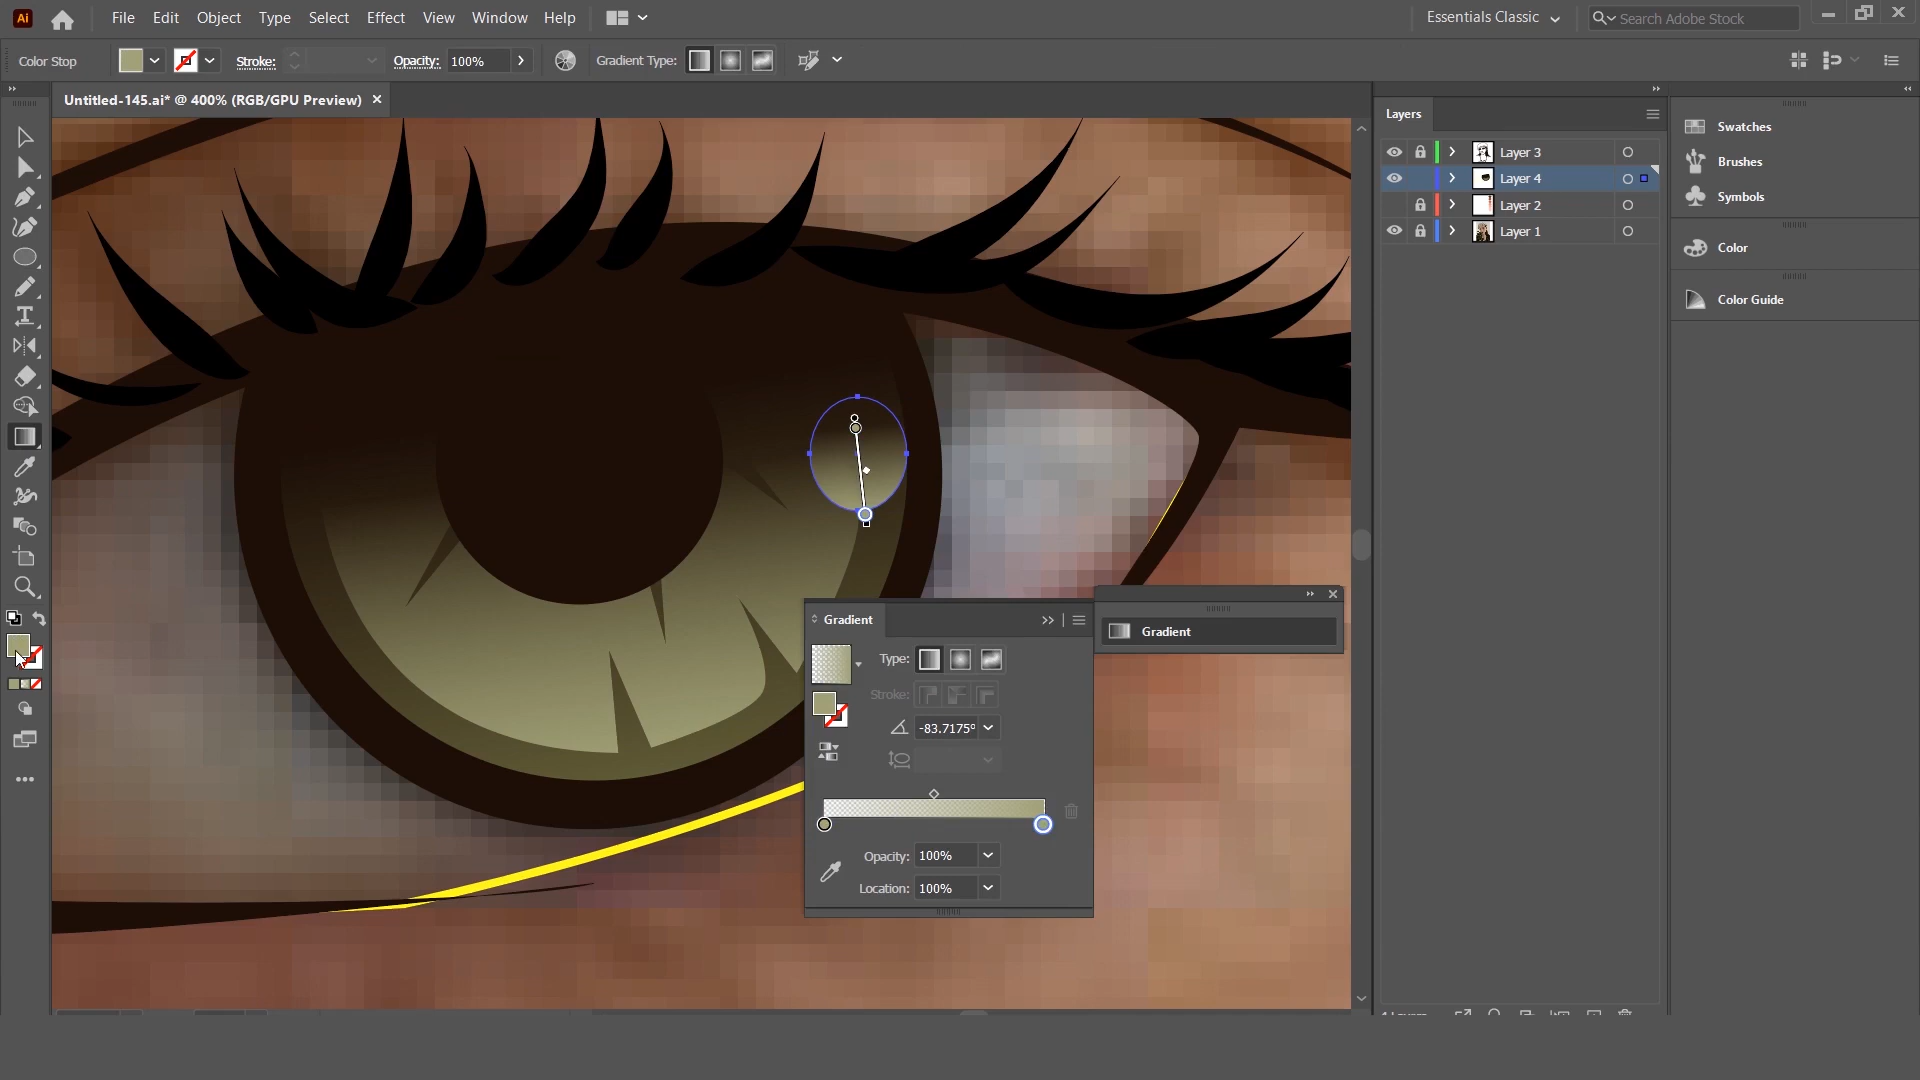 Ai File Edit Object Type Select Effect View Window Help Essentials Classic Search Adobe Stock
Color Stop Stroke: Opacity: 100% Gradient Type:
Untitled-145.ai* @ 400% (RGB/GPU Preview)
Layers
Layer 3
Layer 4
Layer 2
Layer 1
Swatches
Brushes
Symbols
Color
Color Guide
Gradient
Gradient
Type:
Stroke:
-83.7175°
Opacity: 100%
Location: 100%
4 Layers